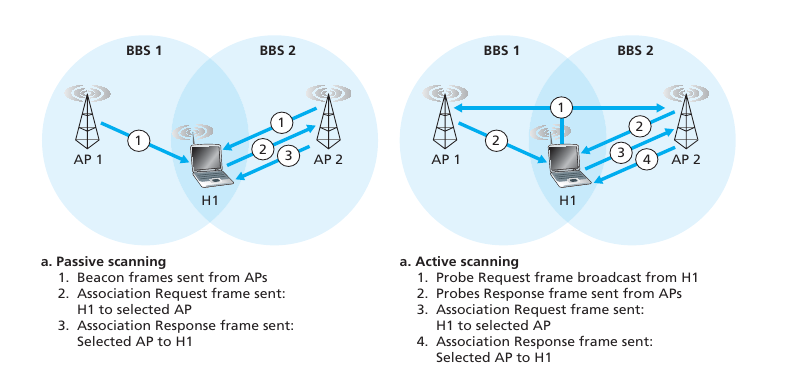 BBS 1
BBS 2
1
1
2
3
AP 1
AP 2
H1
a. Passive scanning
1. Beacon frames sent from APs
2. Association Request frame sent:
H1 to selected AP
3. Association Response frame sent:
Selected AP to H1
BBS 1
BBS 2
1
2
2
3
4
AP 1
AP 2
H1
a. Active scanning
1. Probe Request frame broadcast from H1
2. Probes Response frame sent from APs
3. Association Request frame sent:
H1 to selected AP
4. Association Response frame sent:
Selected AP to H1